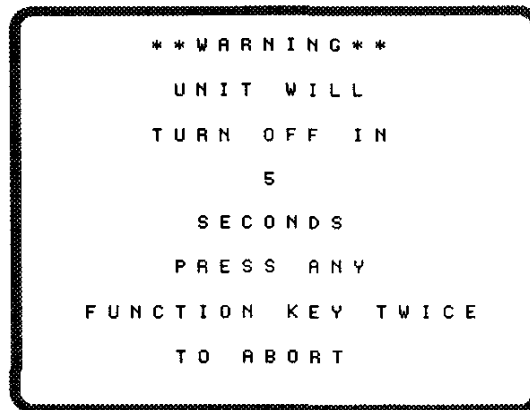 **WARNING**
UNIT WILL
TURN OFF IN
5
SECONDS
PRESS ANY
FUNCTION KEY TWICE
TO ABORT